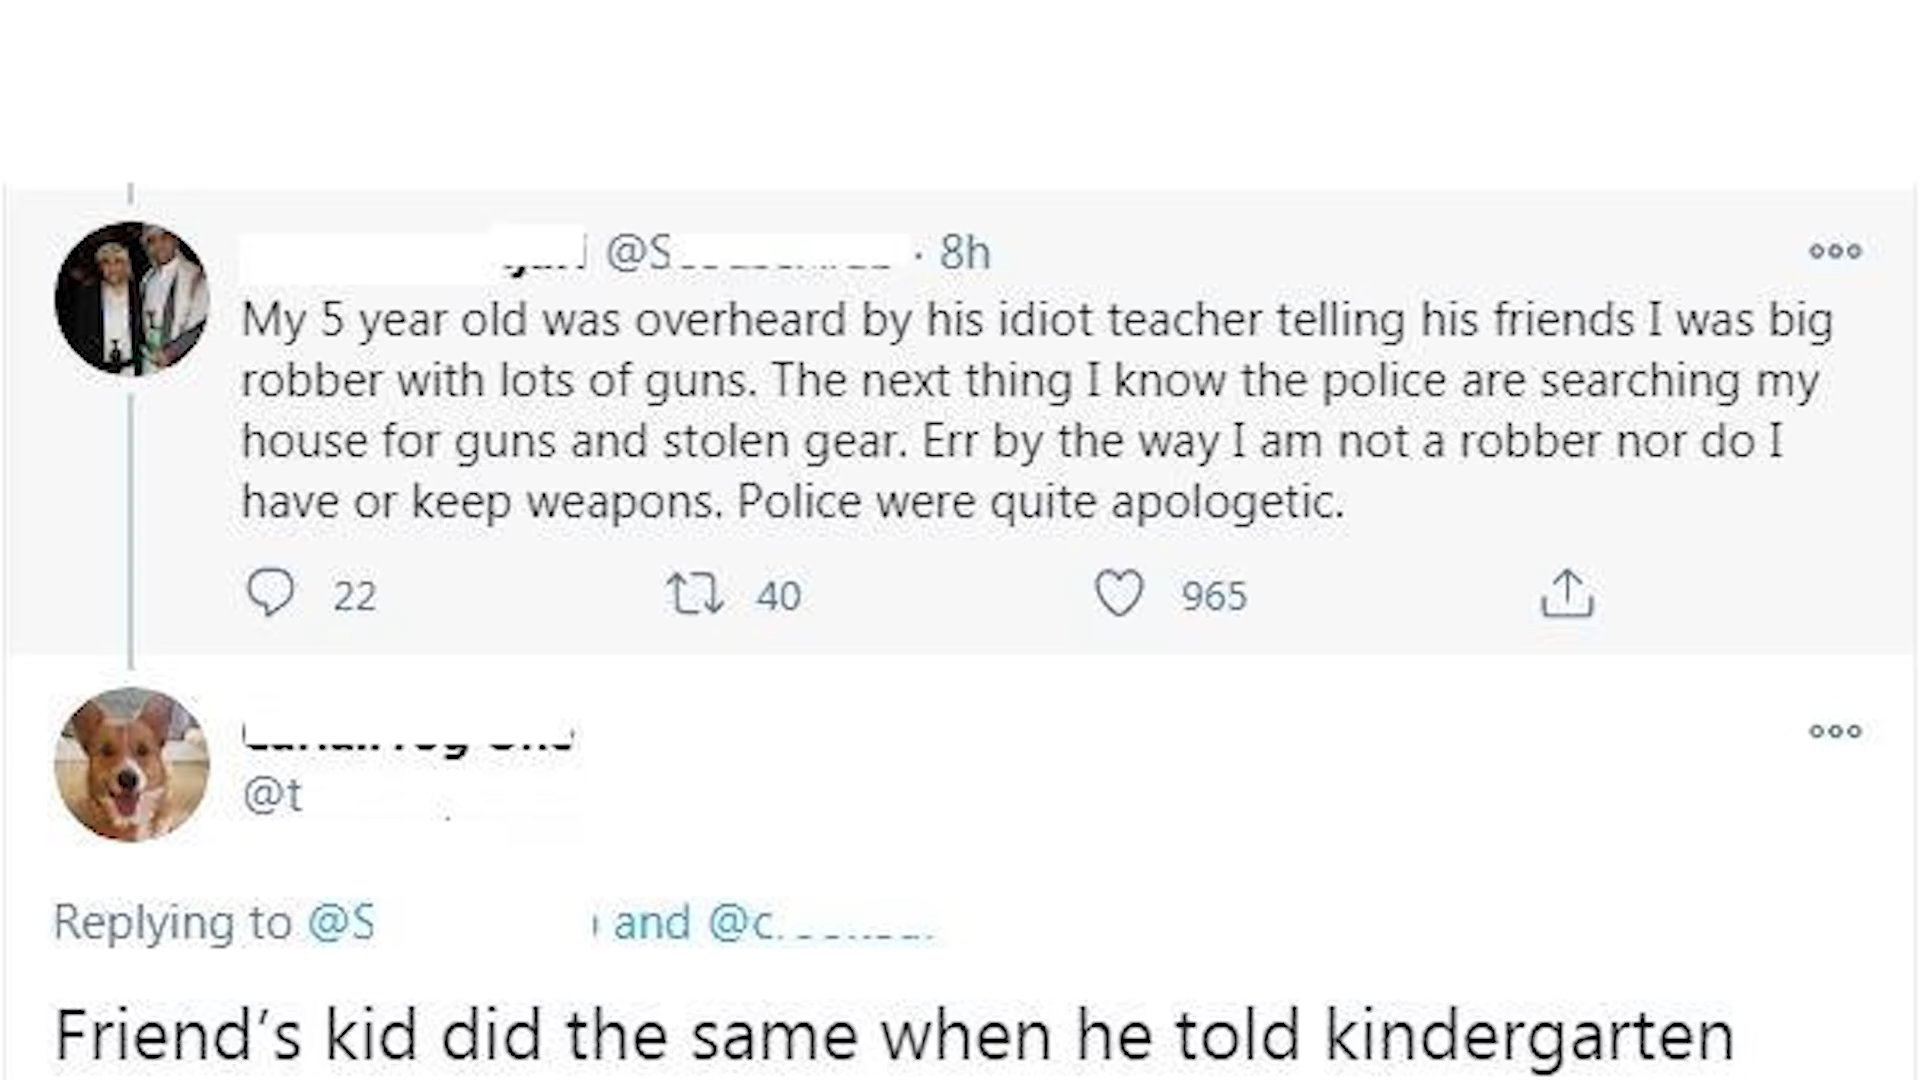 @S · 8h
My 5 year old was overheard by his idiot teacher telling his friends I was big
robber with lots of guns. The next thing I know the police are searching my
house for guns and stolen gear. Err by the way I am not a robber nor do I
have or keep weapons. Police were quite apologetic.
22 40 965
@t
Replying to @S and @c
Friend's kid did the same when he told kindergarten